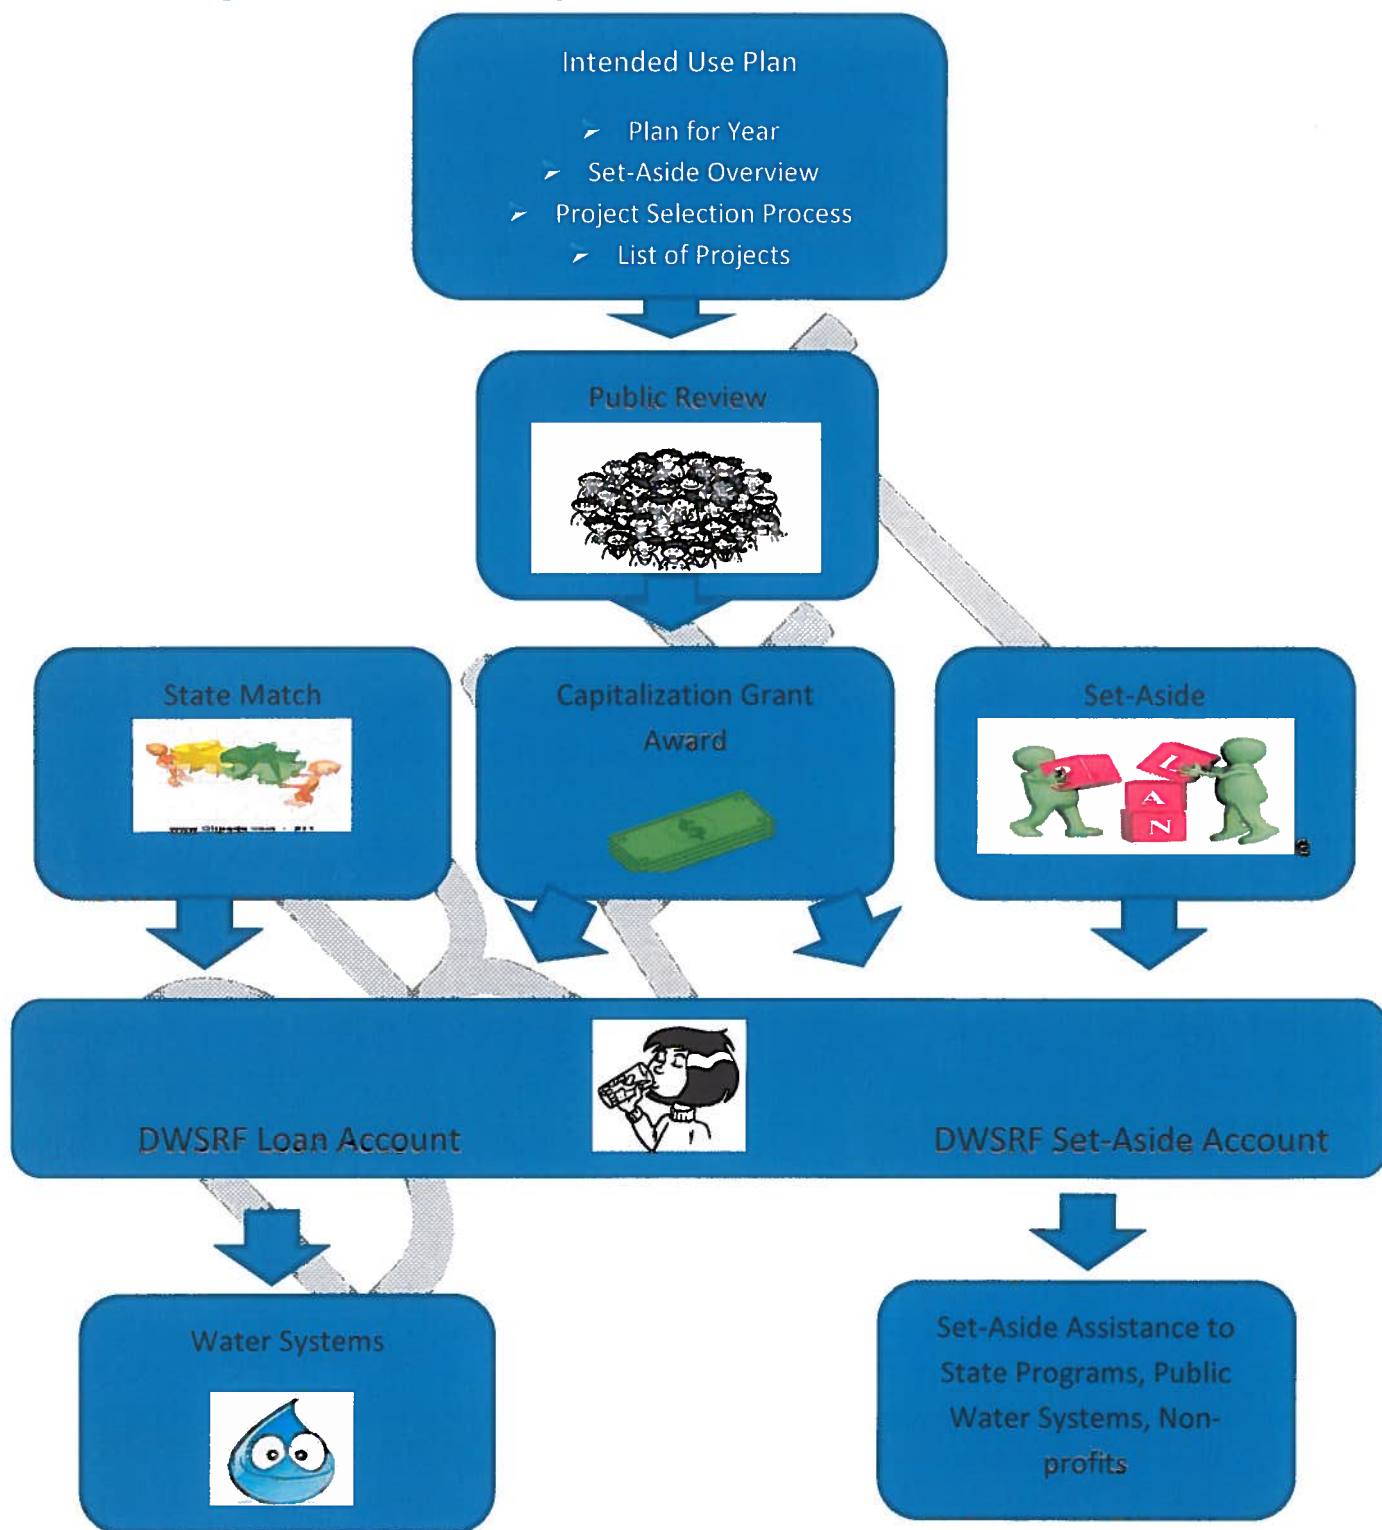 Intended Use Plan
➢ Plan for Year
➢ Set-Aside Overview
➢ Project Selection Process
➢ List of Projects
Public Review
State Match
Capitalization Grant
Award
Set-Aside
L
A
N
DWSRF Loan Account
DWSRF Set-Aside Account
Water Systems
Set-Aside Assistance to
State Programs, Public
Water Systems, Non-
profits